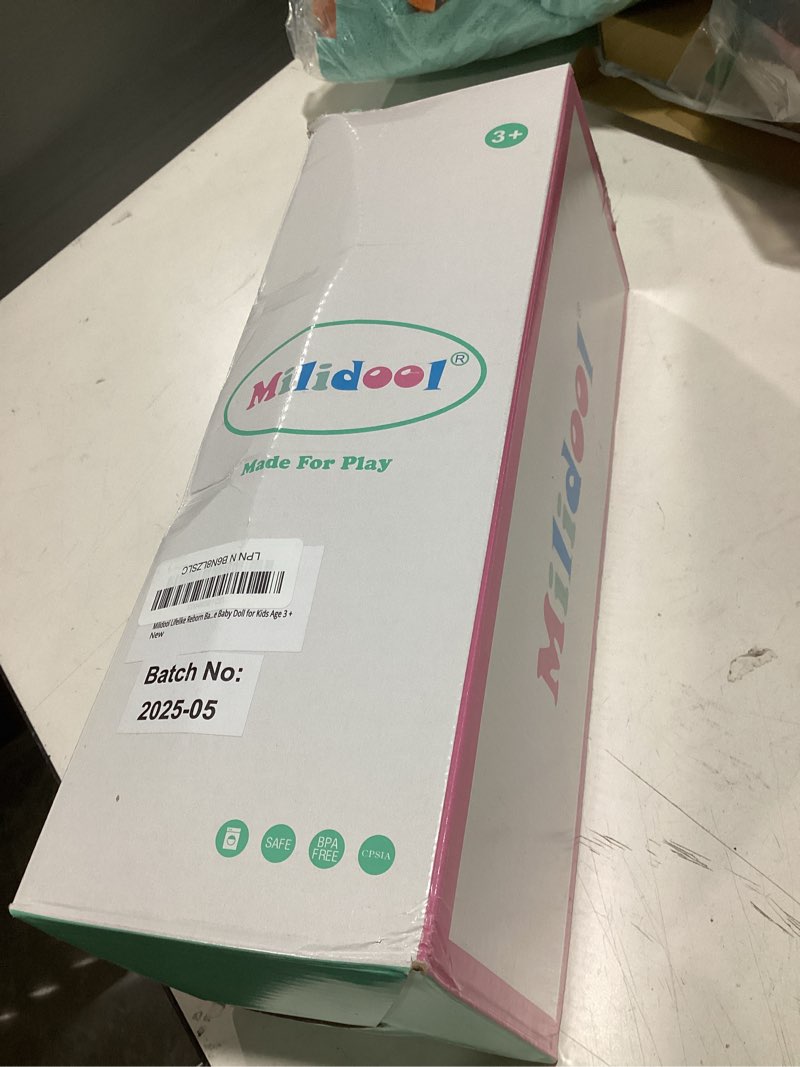 3+
Milidool®
Made For Play
Milidool®
LPN N B6N8LZSLC
Milidool Lifelike Reborn Ba...e Baby Doll for Kids Age 3 +
New
Batch No:
2025-05
SAFE
BPA
FREE
CPSIA